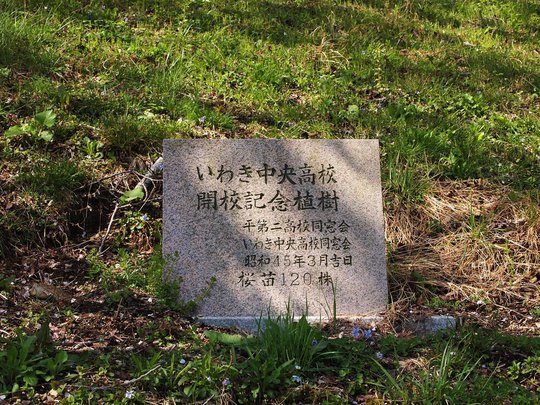 いわき中央高校
開校記念植樹
平第二高校同窓会
いわき中央高校同窓会
昭和45年3月吉日
桜苗120株